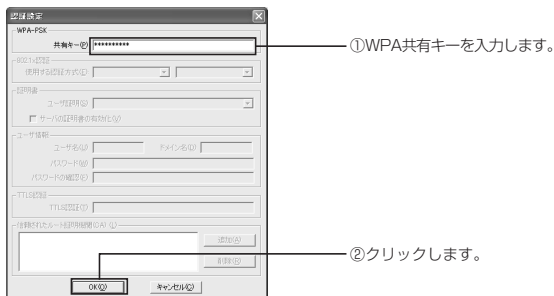 認証設定
WPA-PSK
共有キー(P) **********
①WPA共有キーを入力します。
802.1x認証
使用する認証方式(E)
証明書
ユーザ証明(S)
サーバの証明書の有効化(V)
ユーザ情報
ユーザ名(U) ドメイン名(D)
パスワード(W)
パスワードの確認(F)
TTLS認証
TTLS認証(T)
信頼されたルート証明機関(CA) (L)
追加(A)
削除(R)
②クリックします。
OK(O) キャンセル(C)